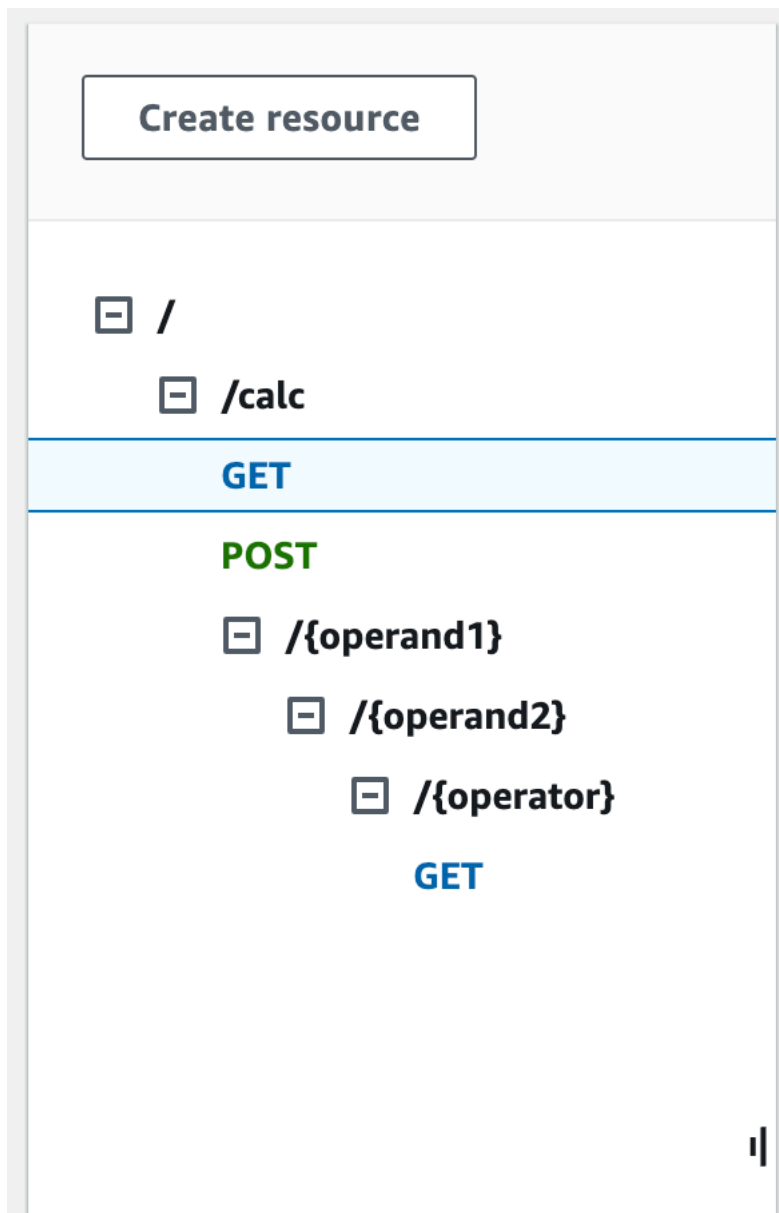 Create resource
/
/calc
GET
POST
/{operand1}
/{operand2}
/{operator}
GET